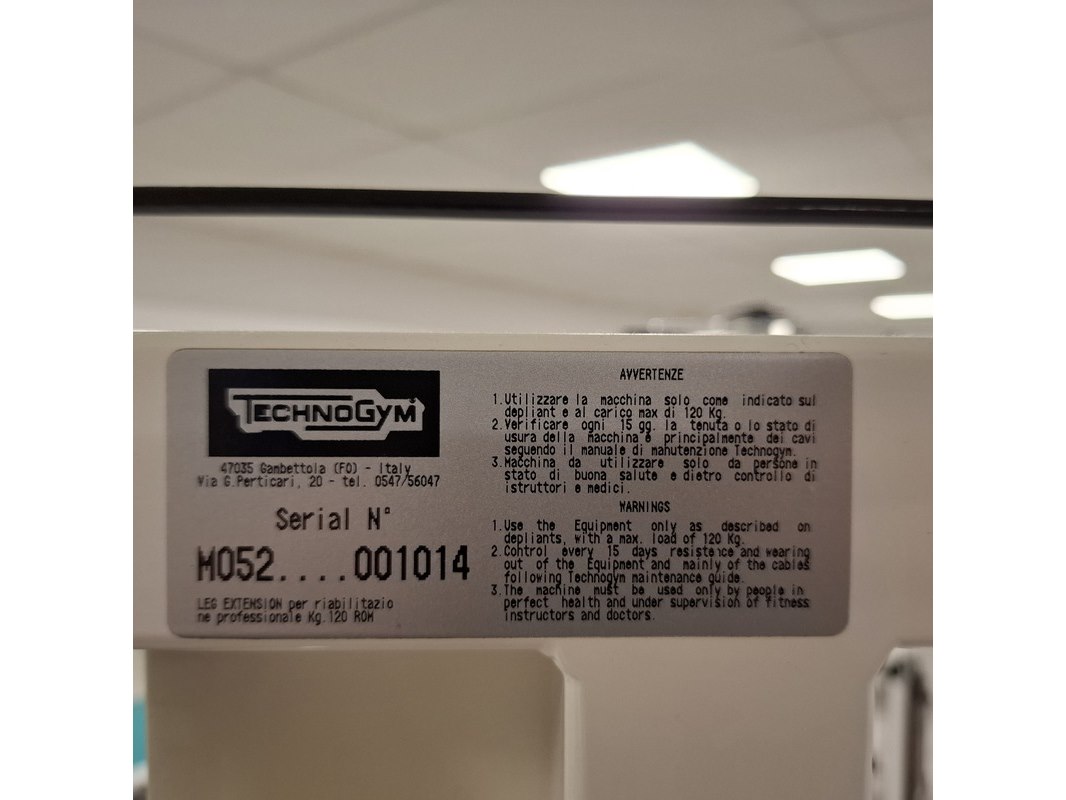 TECHNOGYM
47035 Gambettola (FO) - Italy
Via G.Perticari, 20 - tel. 0547/56047
Serial N°
M052....001014
LEG EXTENSION per riabilitazio
ne professionale Kg.120 ROM
AVVERTENZE
1.Utilizzare la macchina solo come indicato sul
depliant e al carico max di 120 Kg.
2.Verificare ogni 15 gg. la tenuta o lo stato di
usura della macchina e principalmente dei cavi
seguendo il manuale di manutenzione Technogym.
3.Macchina da utilizzare solo da persone in
stato di buona salute e dietro controllo di
istruttori e medici.
WARNINGS
1.Use the Equipment only as described on
depliants, with a max. load of 120 Kg.
2.Control every 15 days resistence and wearing
out of the Equipment and mainly of the cables
following Technogym maintenance guide.
3.The machine must be used only by people in
perfect health and under supervision of fitness
instructors and doctors.